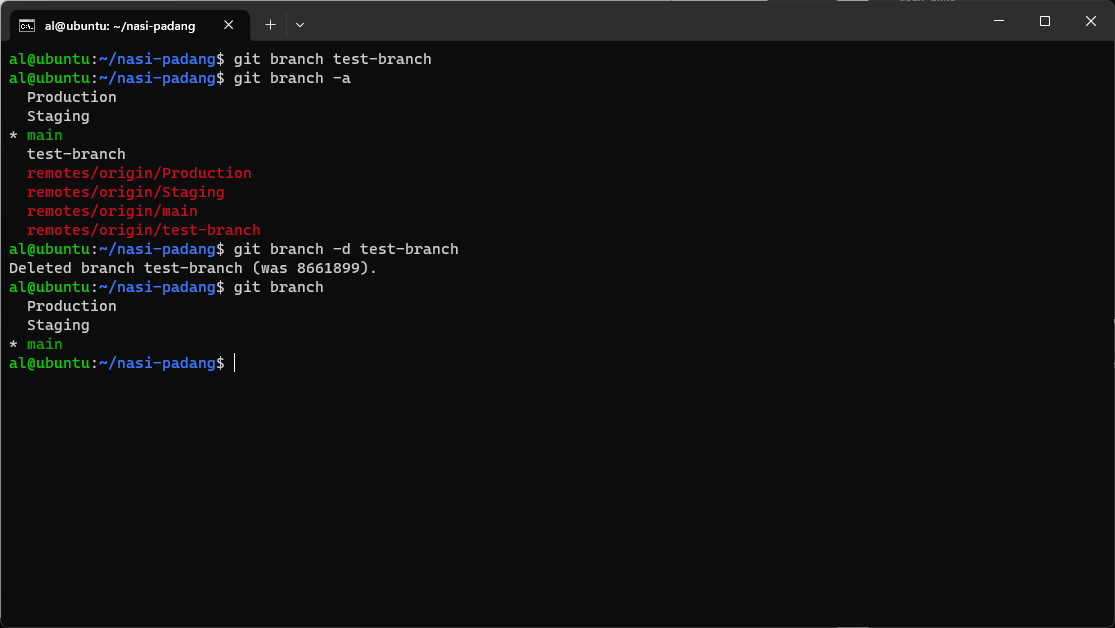 al@ubuntu: ~/nasi-padang
al@ubuntu:~/nasi-padang$ git branch test-branch
al@ubuntu:~/nasi-padang$ git branch -a
  Production
  Staging
* main
  test-branch
  remotes/origin/Production
  remotes/origin/Staging
  remotes/origin/main
  remotes/origin/test-branch
al@ubuntu:~/nasi-padang$ git branch -d test-branch
Deleted branch test-branch (was 8661899).
al@ubuntu:~/nasi-padang$ git branch
  Production
  Staging
* main
al@ubuntu:~/nasi-padang$